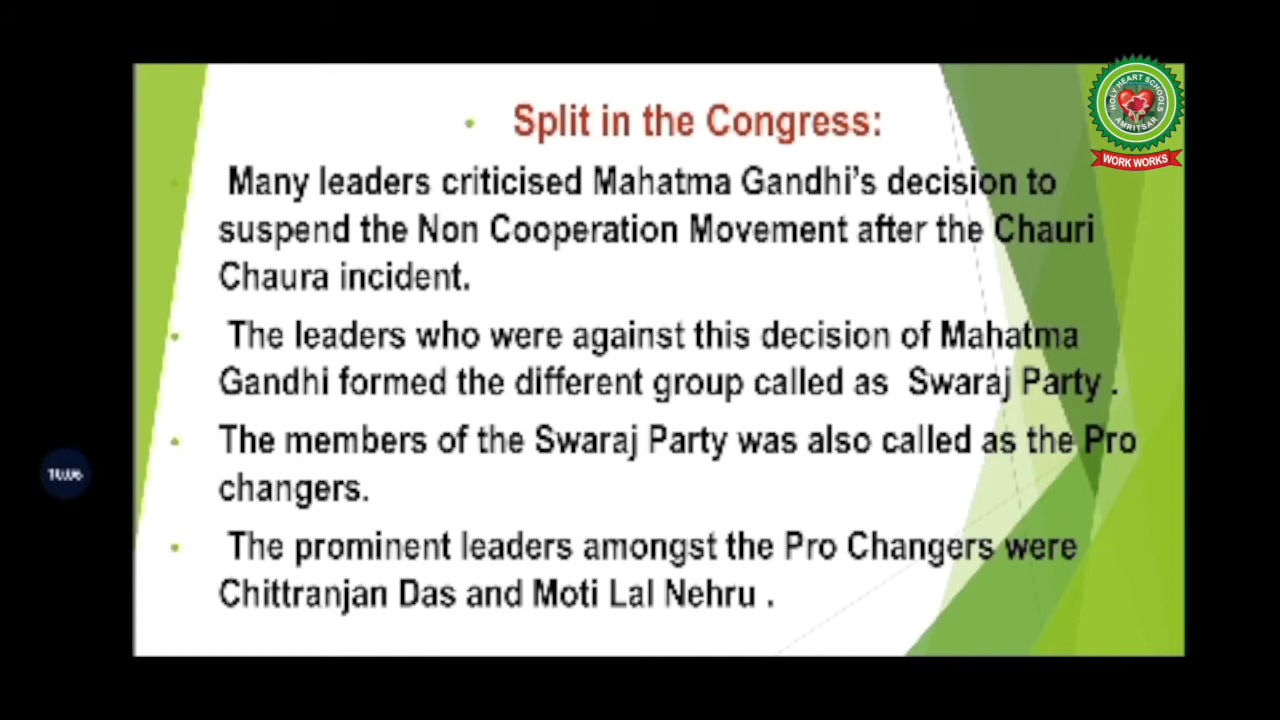 HOLY HEART SCHOOLS
AMRITSAR
WORK WORKS
• Split in the Congress:
• Many leaders criticised Mahatma Gandhi's decision to
suspend the Non Cooperation Movement after the Chauri
Chaura incident.
• The leaders who were against this decision of Mahatma
Gandhi formed the different group called as Swaraj Party .
• The members of the Swaraj Party was also called as the Pro
changers.
• The prominent leaders amongst the Pro Changers were
Chittranjan Das and Moti Lal Nehru .
10:06